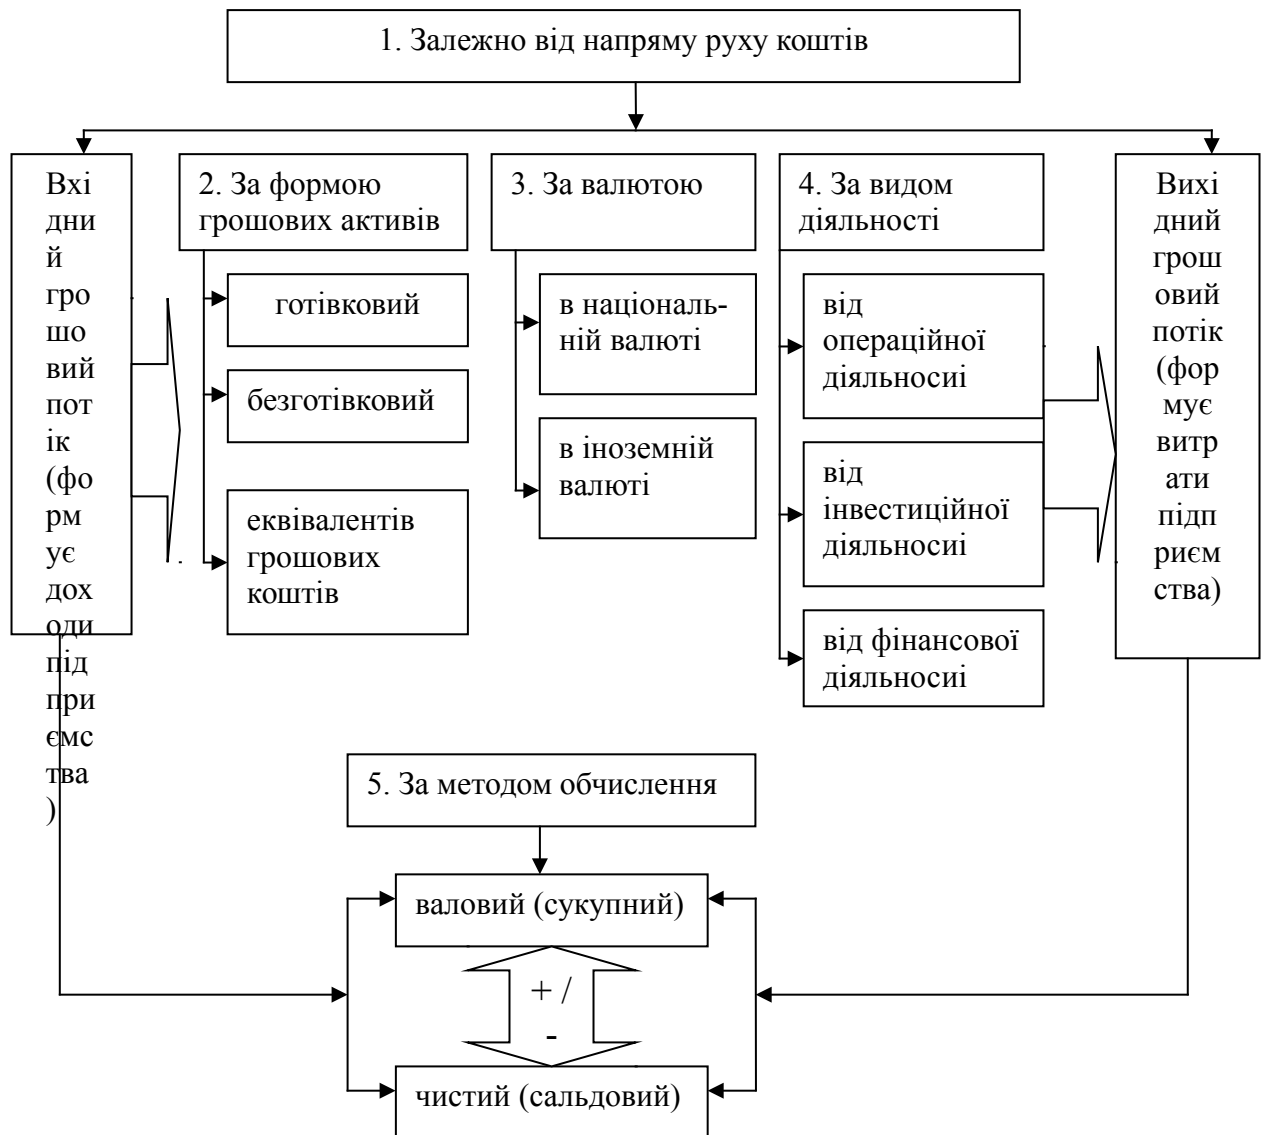 1. Залежно від напряму руху коштів
Вхі
дни
й
гро
шо
вий
пот
ік
(фо
рм
ує
дох
оди
під
при
ємс
тва
)
2. За формою
грошових активів
готівковий
безготівковий
еквівалентів
грошових
коштів
3. За валютою
в національ-
ній валюті
в іноземній
валюті
4. За видом
діяльності
від
операційної
діяльносиі
від
інвестиційної
діяльносиі
від фінансової
діяльносиі
Вихі
дний
грош
овий
потік
(фор
мує
витр
ати
підп
риєм
ства)
5. За методом обчислення
валовий (сукупний)
+ /
-
чистий (сальдовий)